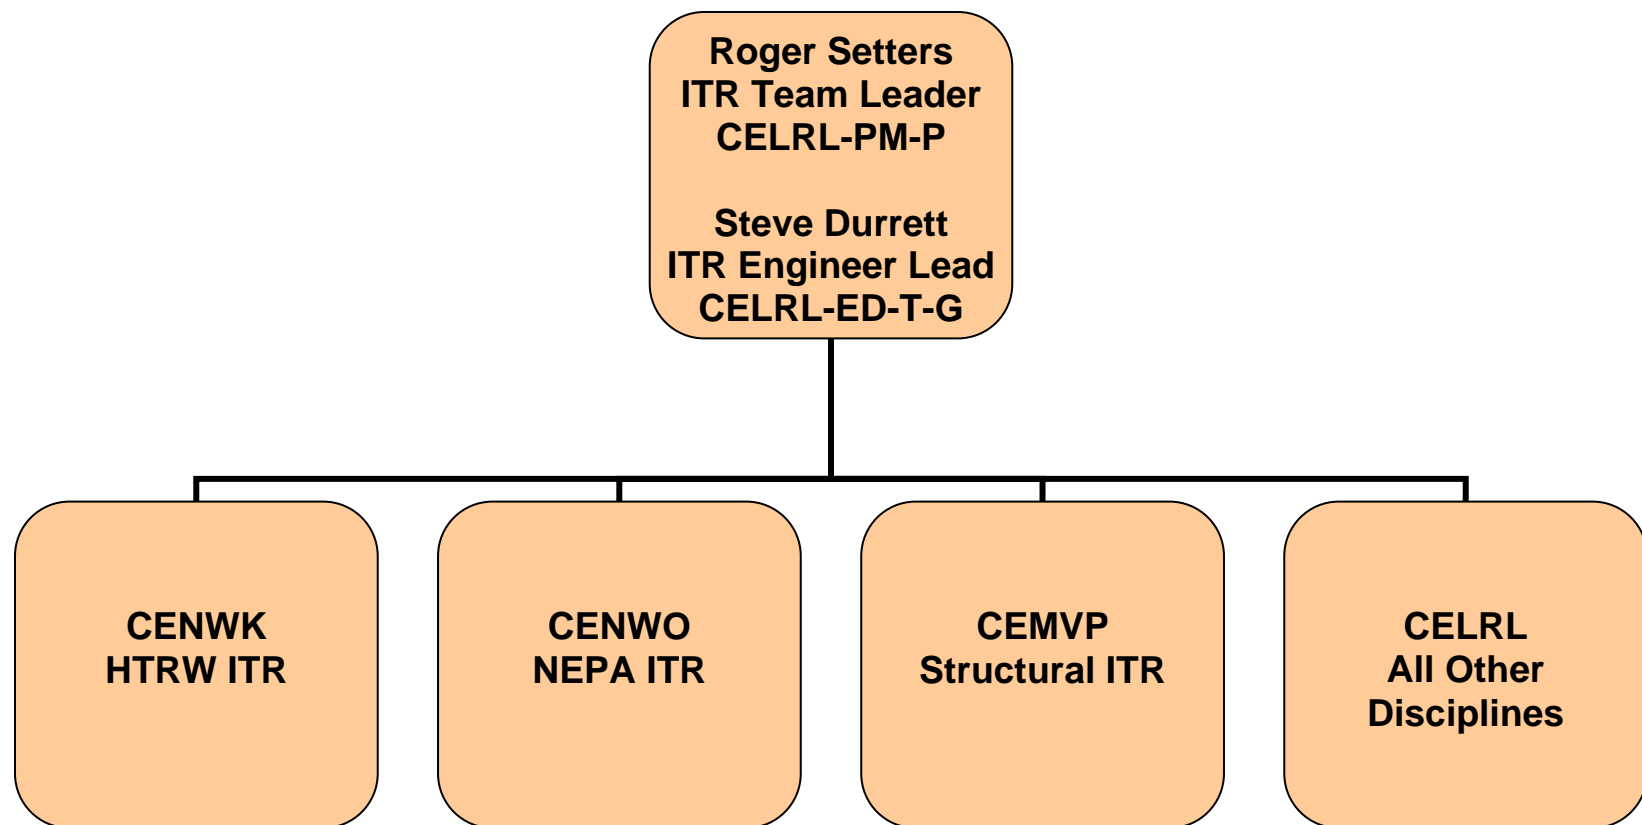 Roger Setters
ITR Team Leader
CELRL-PM-P
Steve Durrett
ITR Engineer Lead
CELRL-ED-T-G
CENWK
HTRW ITR
CENWO
NEPA ITR
CEMVP
Structural ITR
CELRL
All Other
Disciplines